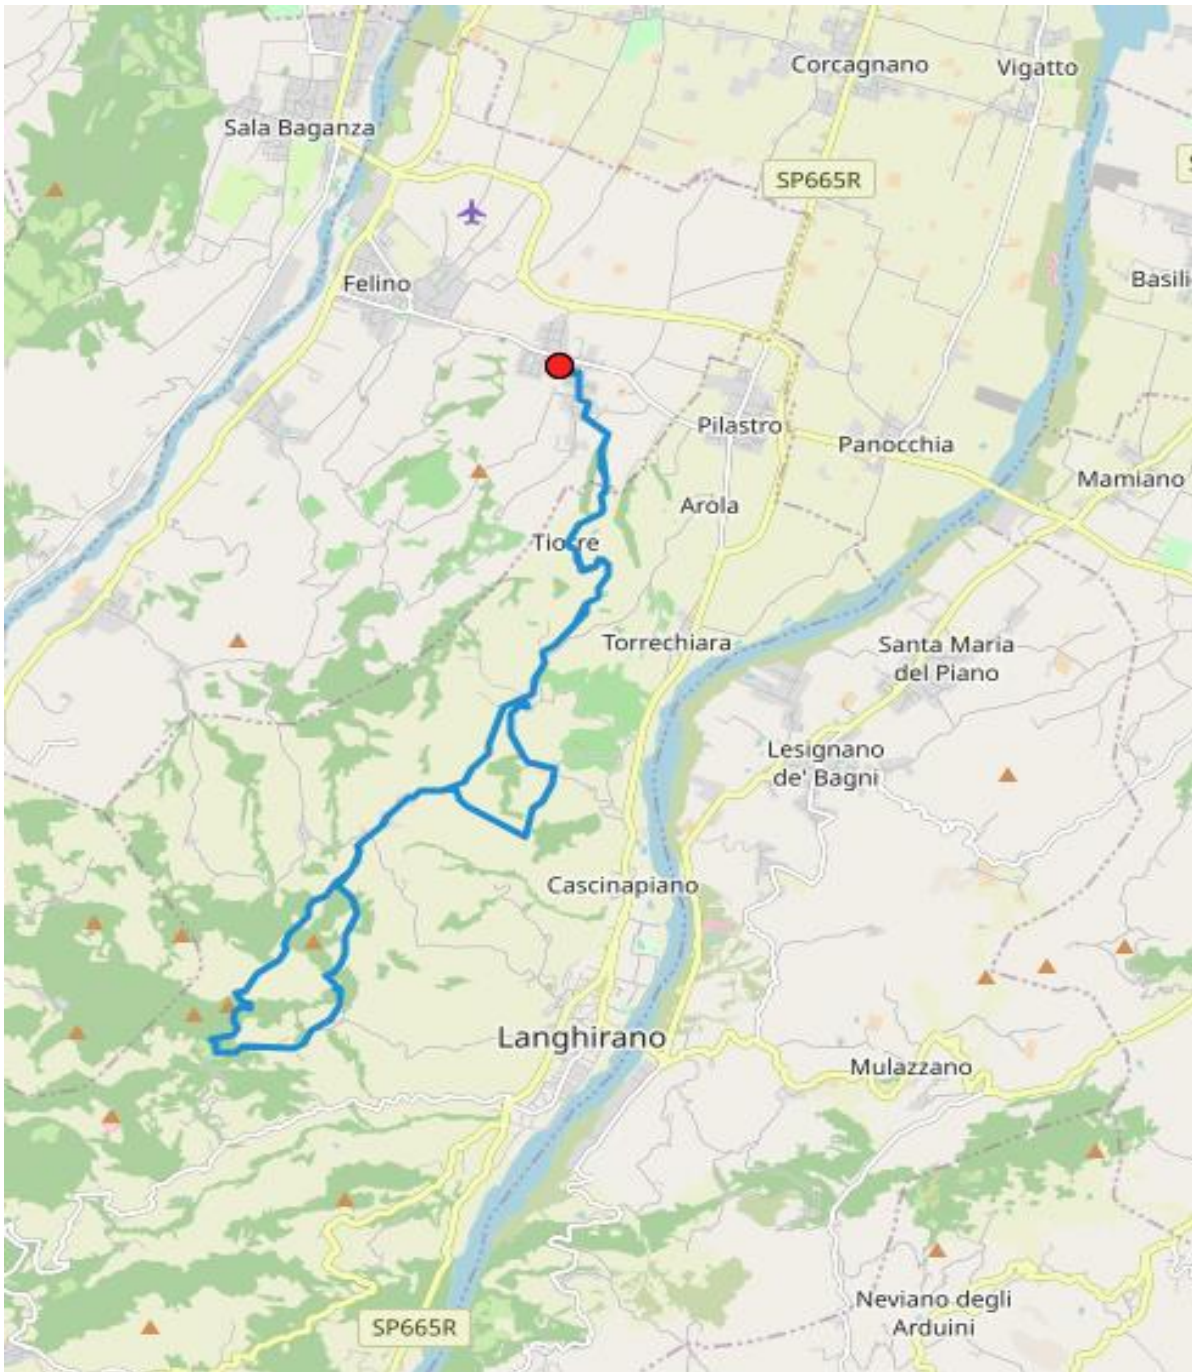 Corcagnano
Vigatto
Sala Baganza
SP665R
S
Felino
Basili
Pilastro
Panocchia
Mamiano
Arola
Tiorre
Torrechiara
Santa Maria
del Piano
Lesignano
de' Bagni
Cascinapiano
Langhirano
Mulazzano
Neviano degli
Arduini
SP665R